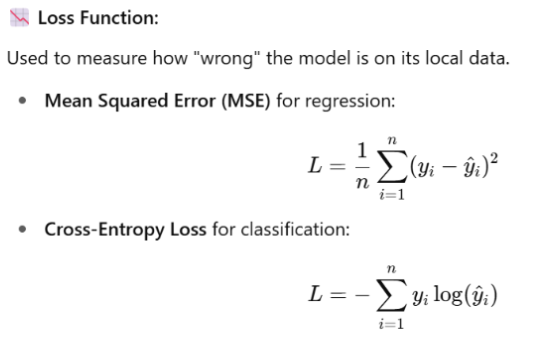 📉 Loss Function:
Used to measure how "wrong" the model is on its local data.
• Mean Squared Error (MSE) for regression:
L = \frac{1}{n} \sum_{i=1}^{n} (y_i - \hat{y}_i)^2
• Cross-Entropy Loss for classification:
L = - \sum_{i=1}^{n} y_i \log(\hat{y}_i)